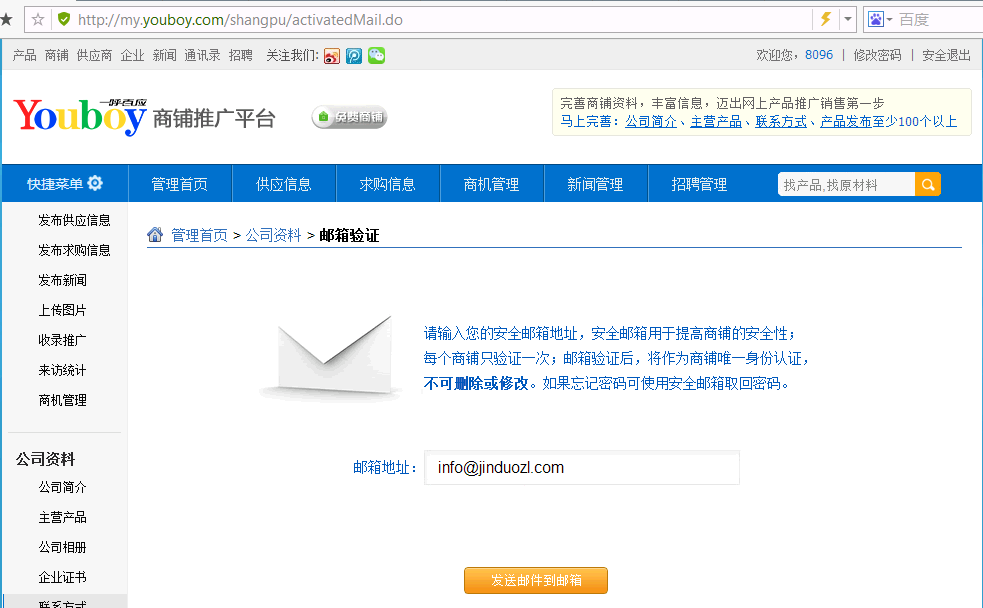 http://my.youboy.com/shangpu/activatedMail.do
百度
产品 商铺 供应商 企业 新闻 通讯录 招聘 关注我们:
欢迎您，8096 | 修改密码 | 安全退出
一呼百应
Youboy 商铺推广平台
免费商铺
完善商铺资料，丰富信息，迈出网上产品推广销售第一步
马上完善：公司简介、主营产品、联系方式、产品发布至少100个以上
快捷菜单 管理首页 供应信息 求购信息 商机管理 新闻管理 招聘管理 找产品,找原材料
发布供应信息
发布求购信息
发布新闻
上传图片
收录推广
来访统计
商机管理
公司资料
公司简介
主营产品
公司相册
企业证书
联系方式
管理首页 > 公司资料 > 邮箱验证
请输入您的安全邮箱地址，安全邮箱用于提高商铺的安全性；
每个商铺只验证一次；邮箱验证后，将作为商铺唯一身份认证，
不可删除或修改。如果忘记密码可使用安全邮箱取回密码。
邮箱地址： info@jinduozl.com
发送邮件到邮箱